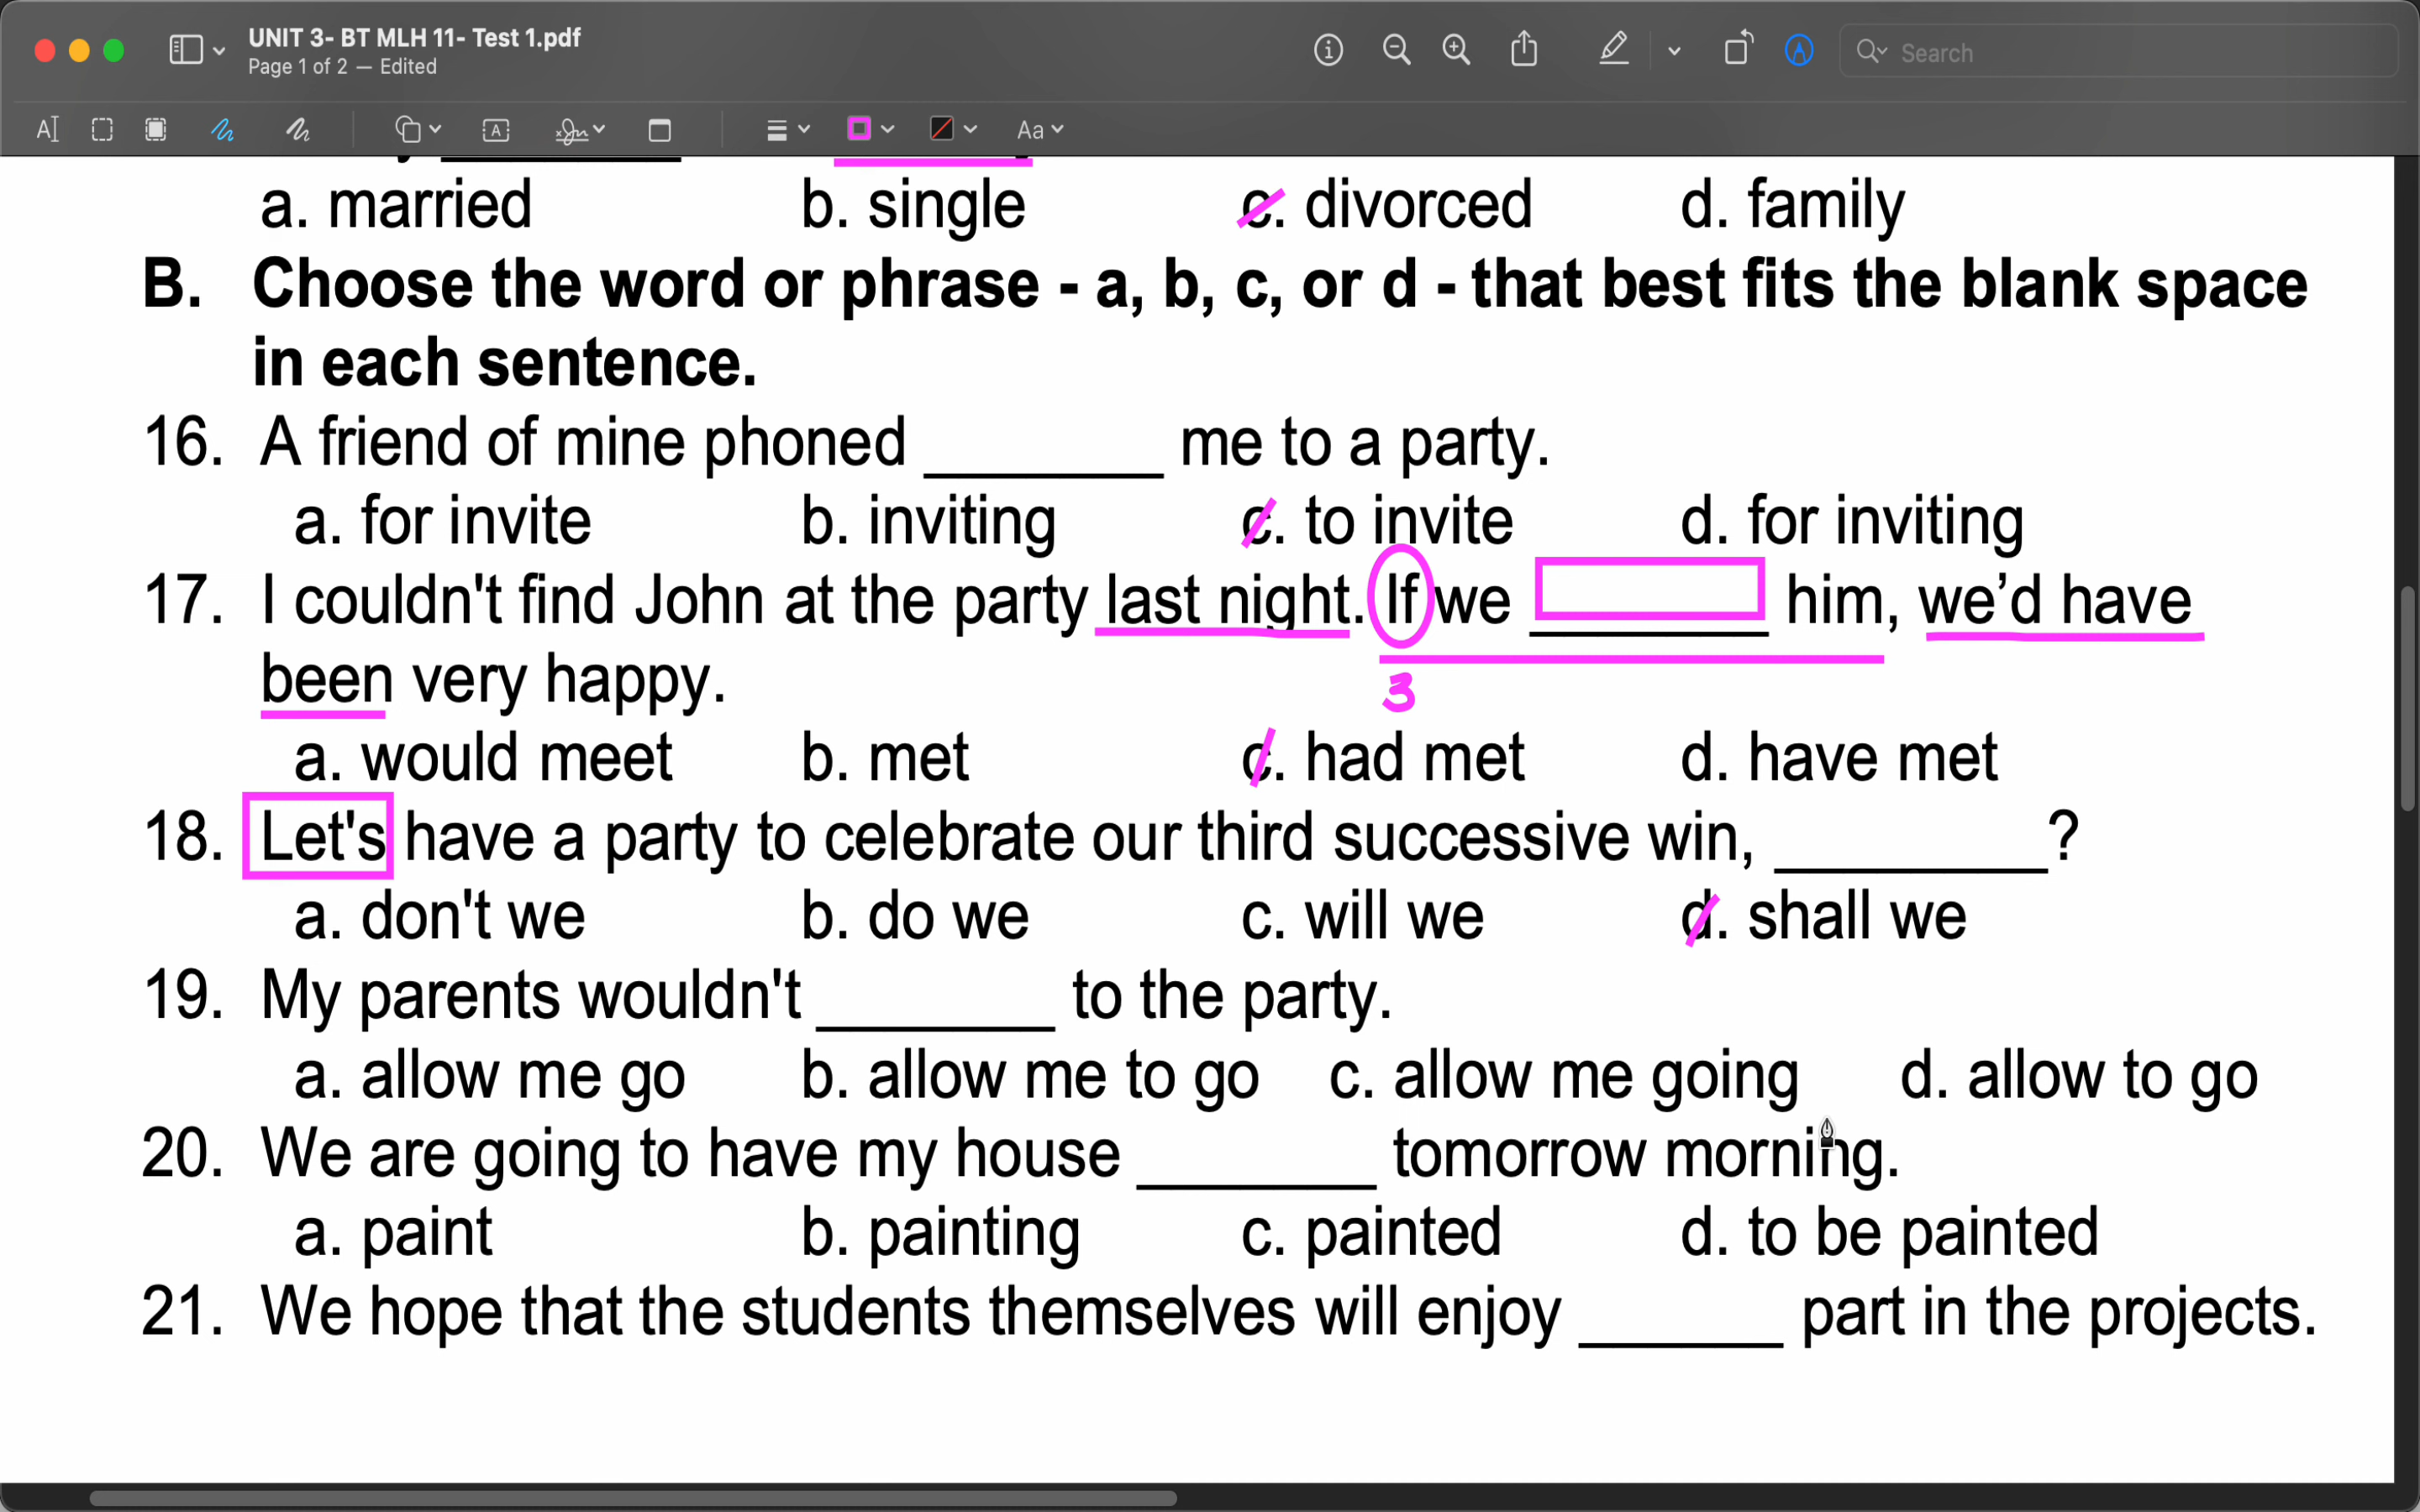 UNIT 3- BT MLH 11- Test 1.pdf
Page 1 of 2 — Edited
Search
a. married b. single c. divorced d. family
B. Choose the word or phrase - a, b, c, or d - that best fits the blank space
in each sentence.
16. A friend of mine phoned ________ me to a party.
a. for invite b. inviting c. to invite d. for inviting
17. I couldn't find John at the party last night. If we ________ him, we’d have
been very happy.
3
a. would meet b. met c. had met d. have met
18. Let's have a party to celebrate our third successive win, ________?
a. don't we b. do we c. will we d. shall we
19. My parents wouldn't ________ to the party.
a. allow me go b. allow me to go c. allow me going d. allow to go
20. We are going to have my house ________ tomorrow morning.
a. paint b. painting c. painted d. to be painted
21. We hope that the students themselves will enjoy ________ part in the projects.